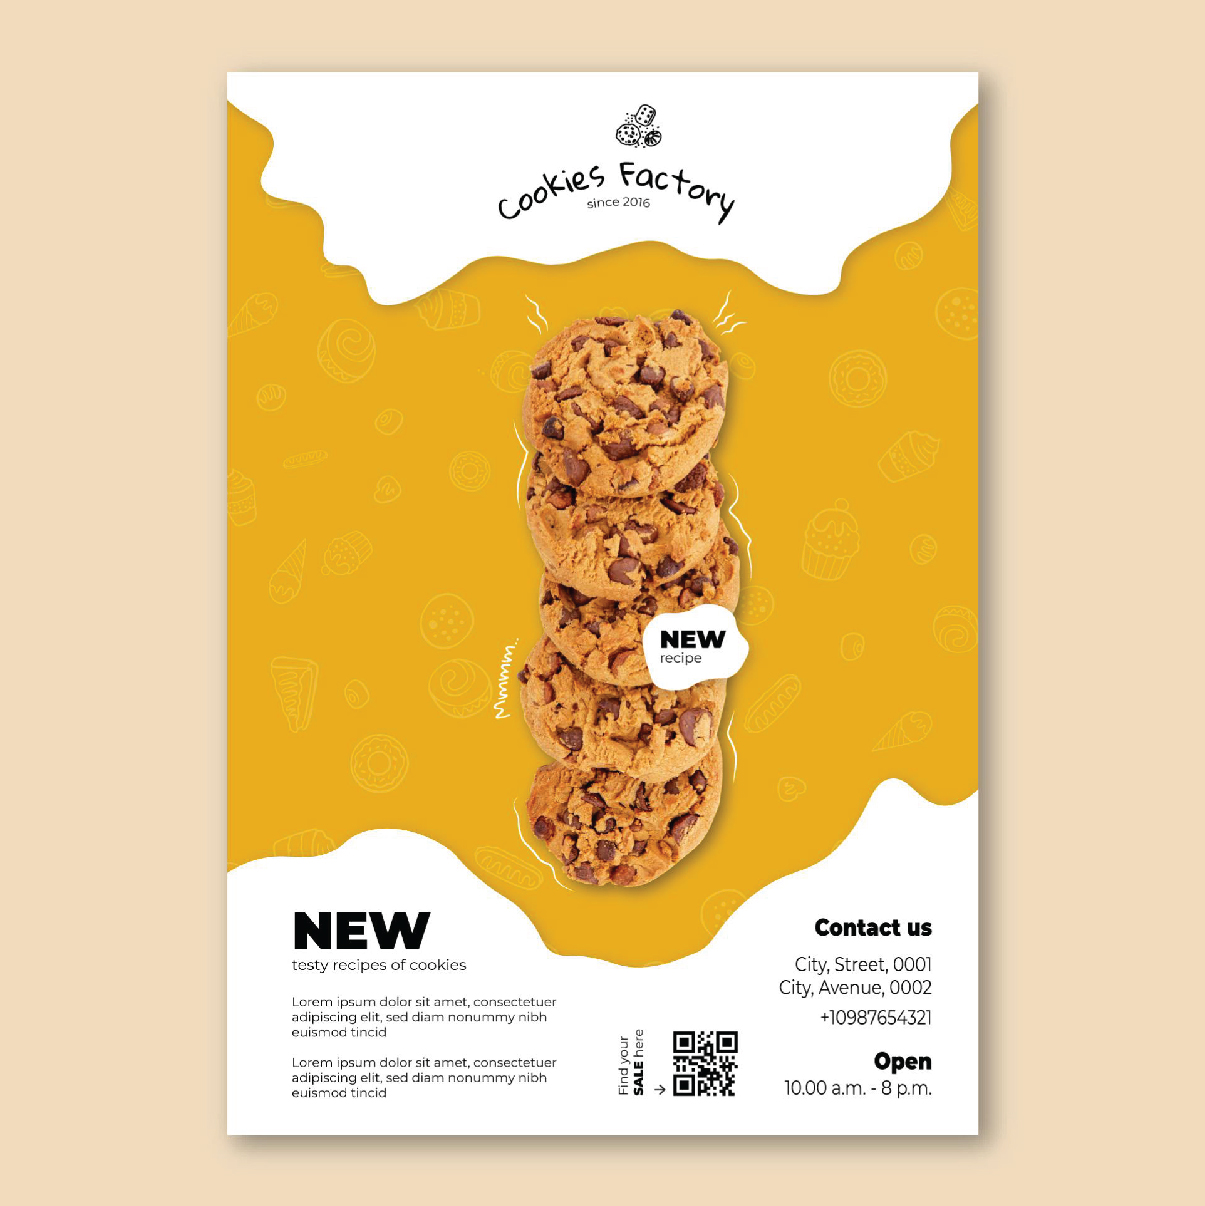 Cookies Factory
since 2016
NEW
recipe
Mmmmm..
NEW
testy recipes of cookies
Lorem ipsum dolor sit amet, consectetuer
adipiscing elit, sed diam nonummy nibh
euismod tincid
Lorem ipsum dolor sit amet, consectetuer
adipiscing elit, sed diam nonummy nibh
euismod tincid
Find your
SALE here
Contact us
City, Street, 0001
City, Avenue, 0002
+10987654321
Open
10.00 a.m. - 8 p.m.